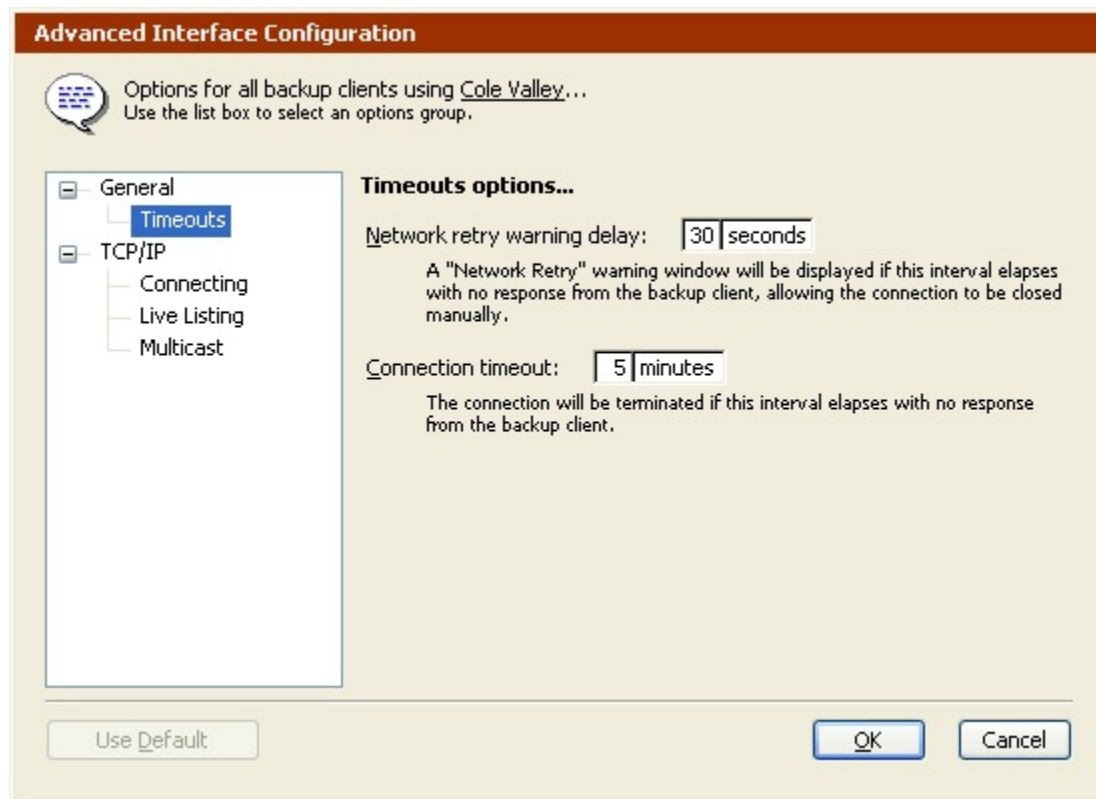 Advanced Interface Configuration
Options for all backup clients using Cole Valley...
Use the list box to select an options group.
General
Timeouts
TCP/IP
Connecting
Live Listing
Multicast
Timeouts options...
Network retry warning delay: 30 seconds
A "Network Retry" warning window will be displayed if this interval elapses
with no response from the backup client, allowing the connection to be closed
manually.
Connection timeout: 5 minutes
The connection will be terminated if this interval elapses with no response
from the backup client.
Use Default
OK
Cancel